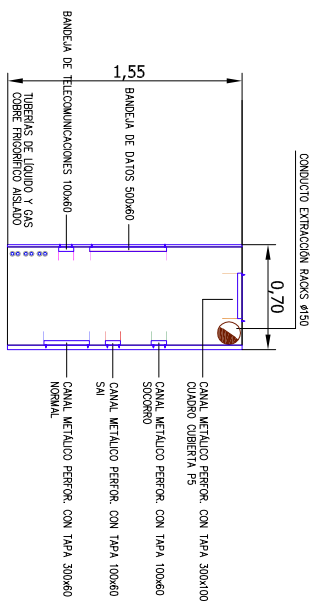 CONDUCTO EXTRACCIÓN RACKS ø150
0,70
1,55
CANAL METÁLICO PERFOR. CON TAPA 300x100
CUADRO CUBIERTA P5
CANAL METÁLICO PERFOR. CON TAPA 100x60
SOCORRO
CANAL METÁLICO PERFOR. CON TAPA 100x60
SAI
CANAL METÁLICO PERFOR. CON TAPA 300x60
NORMAL
BANDEJA DE DATOS 500x60
BANDEJA DE TELECOMUNICACIONES 100x60
TUBERÍAS DE LÍQUIDO Y GAS
COBRE FRIGORÍFICO AISLADO